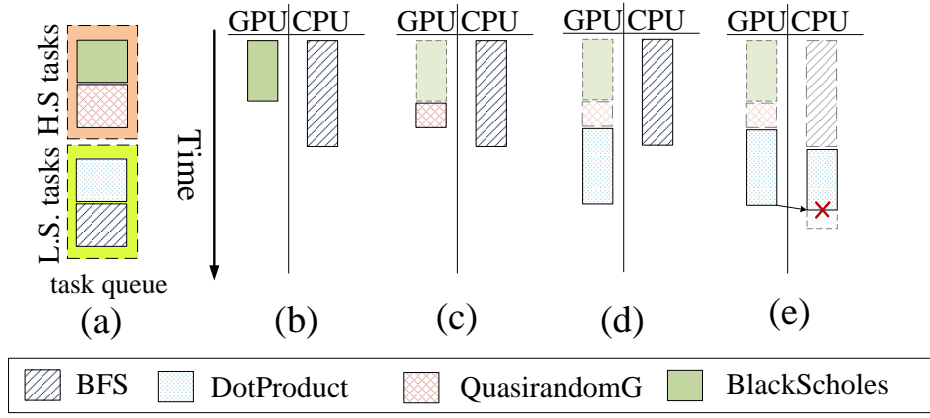 H.S tasks
L.S. tasks
task queue
(a)
Time
GPU CPU
(b)
GPU CPU
(c)
GPU CPU
(d)
GPU CPU
(e)
BFS
DotProduct
QuasirandomG
BlackScholes